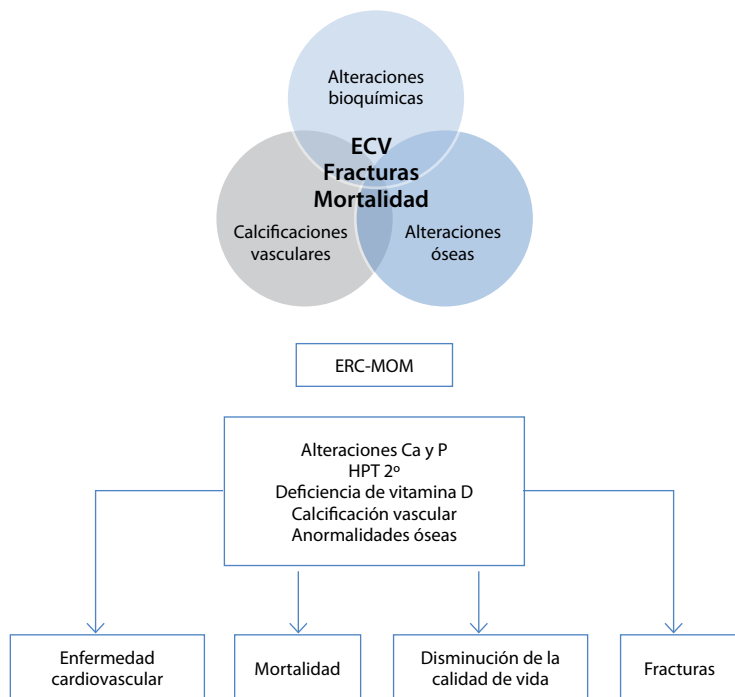 Alteraciones
bioquímicas
ECV
Fracturas
Mortalidad
Calcificaciones
vasculares
Alteraciones
óseas
ERC-MOM
Alteraciones Ca y P
HPT 2º
Deficiencia de vitamina D
Calcificación vascular
Anormalidades óseas
Enfermedad
cardiovascular
Mortalidad
Disminución de la
calidad de vida
Fracturas